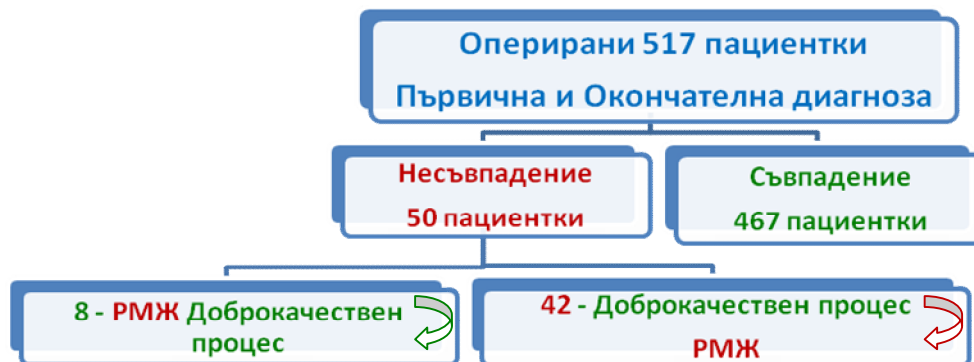 Оперирани 517 пациентки
Първична и Окончателна диагноза
Несъвпадение
50 пациентки
Съвпадение
467 пациентки
8 - РМЖ Доброкачествен
процес
42 - Доброкачествен процес
РМЖ